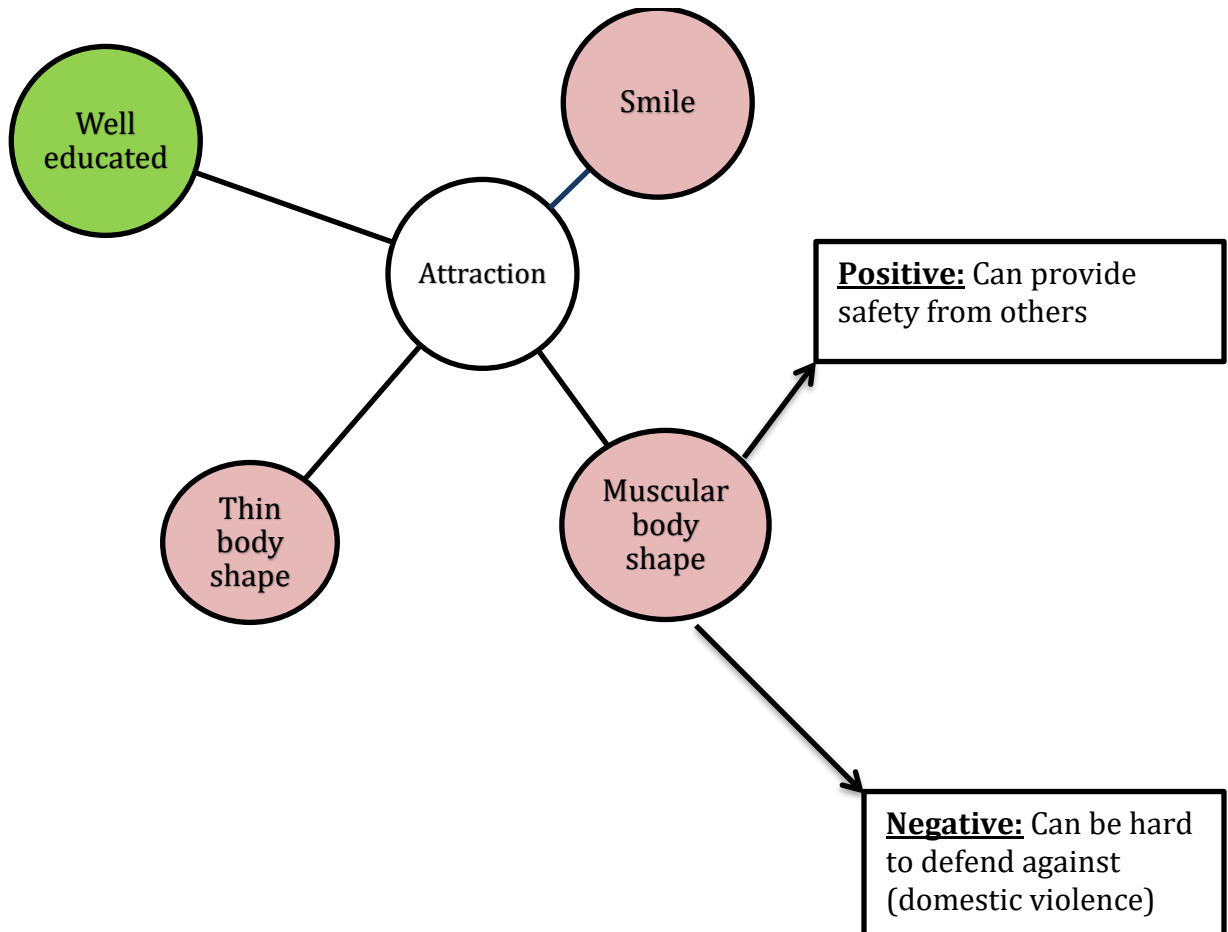 Smile
Well
educated
Attraction
Positive: Can provide
safety from others
Thin
body
shape
Muscular
body
shape
Negative: Can be hard
to defend against
(domestic violence)